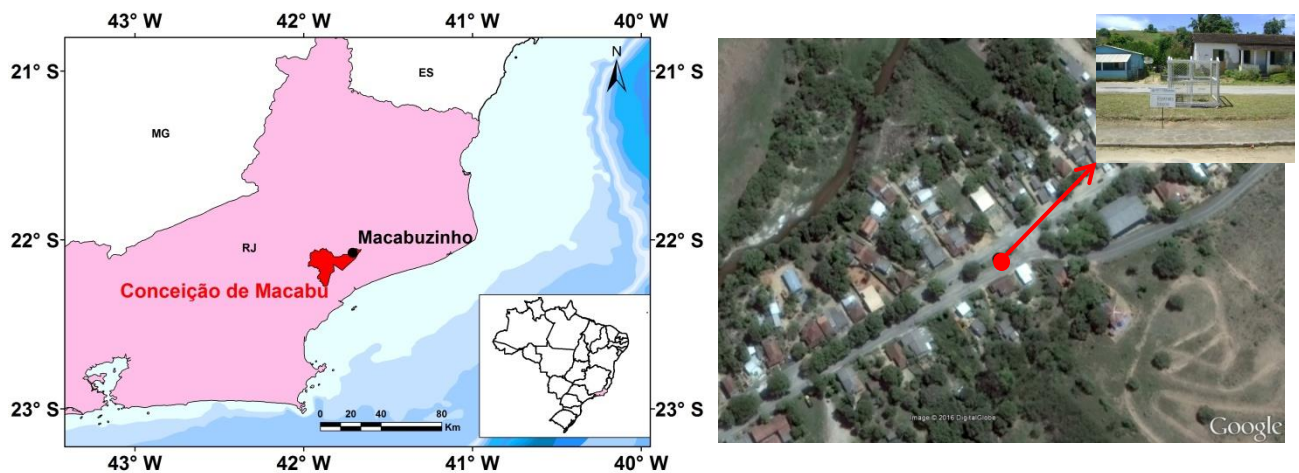 43° W 42° W 41° W 40° W
21° S 21° S
N
ES
MG
22° S 22° S
RJ
Macabuzinho
Conceição de Macabu
23° S 23° S
0 20 40 80
Km
43° W 42° W 41° W 40° W
Image © 2016 DigitalGlobe
Google